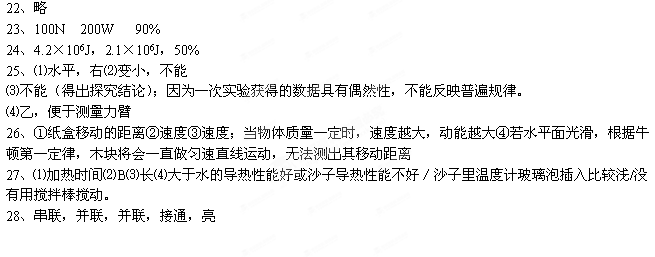 22、略
23、100N    200W     90%
24、4.2×10⁶J，2.1×10⁶J，50%
25、⑴水平，右⑵变小，不能
⑶不能（得出探究结论）；因为一次实验获得的数据具有偶然性，不能反映普遍规律。
⑷乙，便于测量力臂
26、①纸盒移动的距离②速度③速度；当物体质量一定时，速度越大，动能越大④若水平面光滑，根据牛
顿第一定律，木块将会一直做匀速直线运动，无法测出其移动距离
27、⑴加热时间⑵B⑶长⑷大于水的导热性能好或沙子导热性能不好／沙子里温度计玻璃泡插入比较浅/没
有用搅拌棒搅动。
28、串联，并联，并联，接通，亮